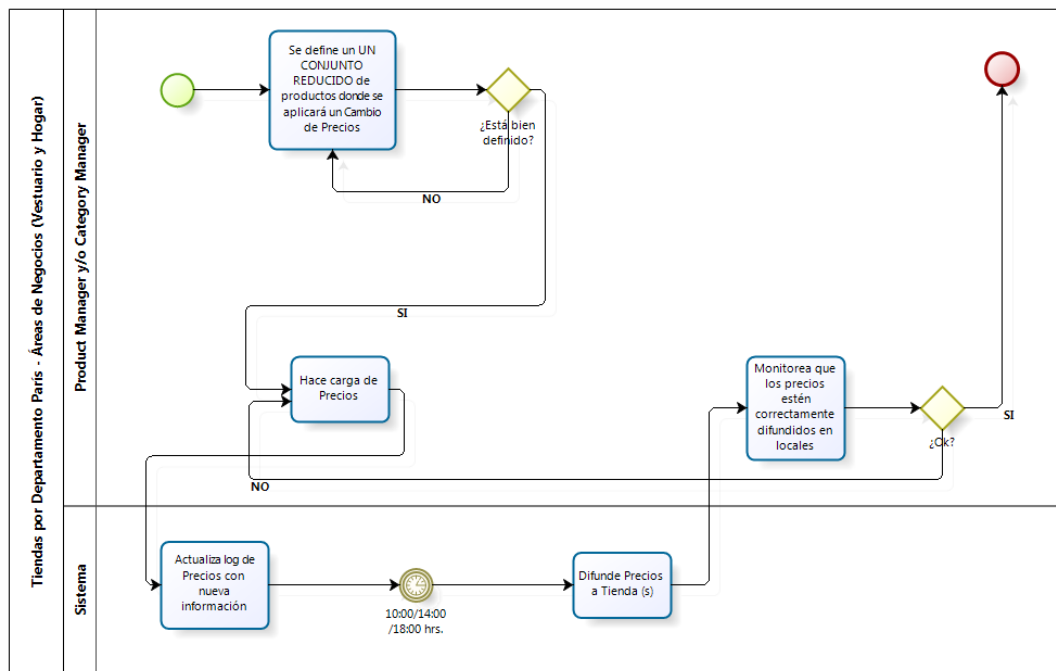 Tiendas por Departamento Paris - Áreas de Negocios (Vestuario y Hogar)
Product Manager y/o Category Manager
Se define un UN
CONJUNTO
REDUCIDO de
productos donde se
aplicará un Cambio
de Precios
¿Está bien
definido?
NO
SI
Hace carga de
Precios
Monitorea que
los precios
estén
correctamente
difundidos en
locales
¿Ok?
SI
NO
Sistema
Actualiza log de
Precios con
nueva
información
10:00/14:00
/18:00 hrs.
Difunde Precios
a Tienda (s)